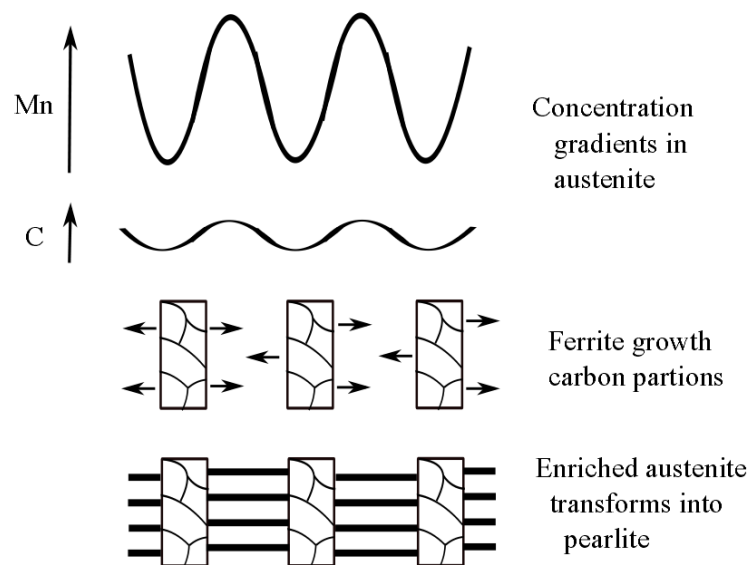 Mn
Concentration
gradients in
austenite
C
Ferrite growth
carbon partions
Enriched austenite
transforms into
pearlite